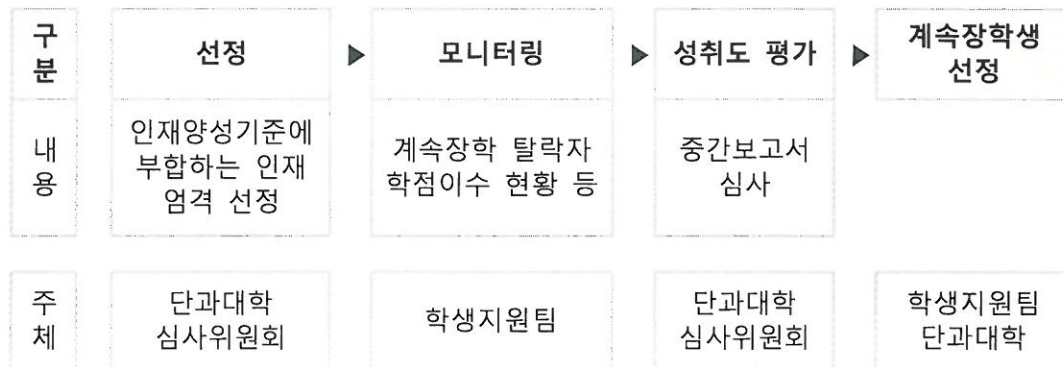 구
분
선정
▶
모니터링
▶
성취도 평가
▶
계속장학생
선정
내
용
인재양성기준에
부합하는 인재
엄격 선정
계속장학 탈락자
학점이수 현황 등
중간보고서
심사
주
체
단과대학
심사위원회
학생지원팀
단과대학
심사위원회
학생지원팀
단과대학